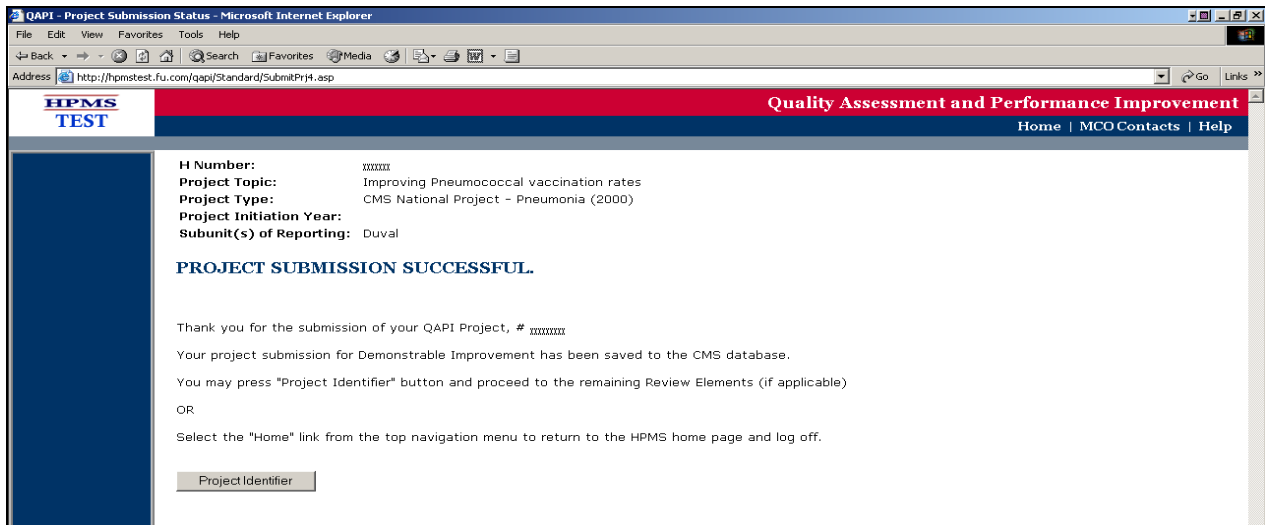 QAPI - Project Submission Status - Microsoft Internet Explorer
File Edit View Favorites Tools Help
Back Search Favorites Media
Address http://hpmstest.fu.com/qapi/Standard/SubmitPrj4.asp Go Links »
HPMS
TEST
Quality Assessment and Performance Improvement
Home | MCO Contacts | Help
H Number: xxxxxxx
Project Topic: Improving Pneumococcal vaccination rates
Project Type: CMS National Project - Pneumonia (2000)
Project Initiation Year:
Subunit(s) of Reporting: Duval
PROJECT SUBMISSION SUCCESSFUL.
Thank you for the submission of your QAPI Project, # xxxxxxxxx
Your project submission for Demonstrable Improvement has been saved to the CMS database.
You may press "Project Identifier" button and proceed to the remaining Review Elements (if applicable)
OR
Select the "Home" link from the top navigation menu to return to the HPMS home page and log off.
Project Identifier